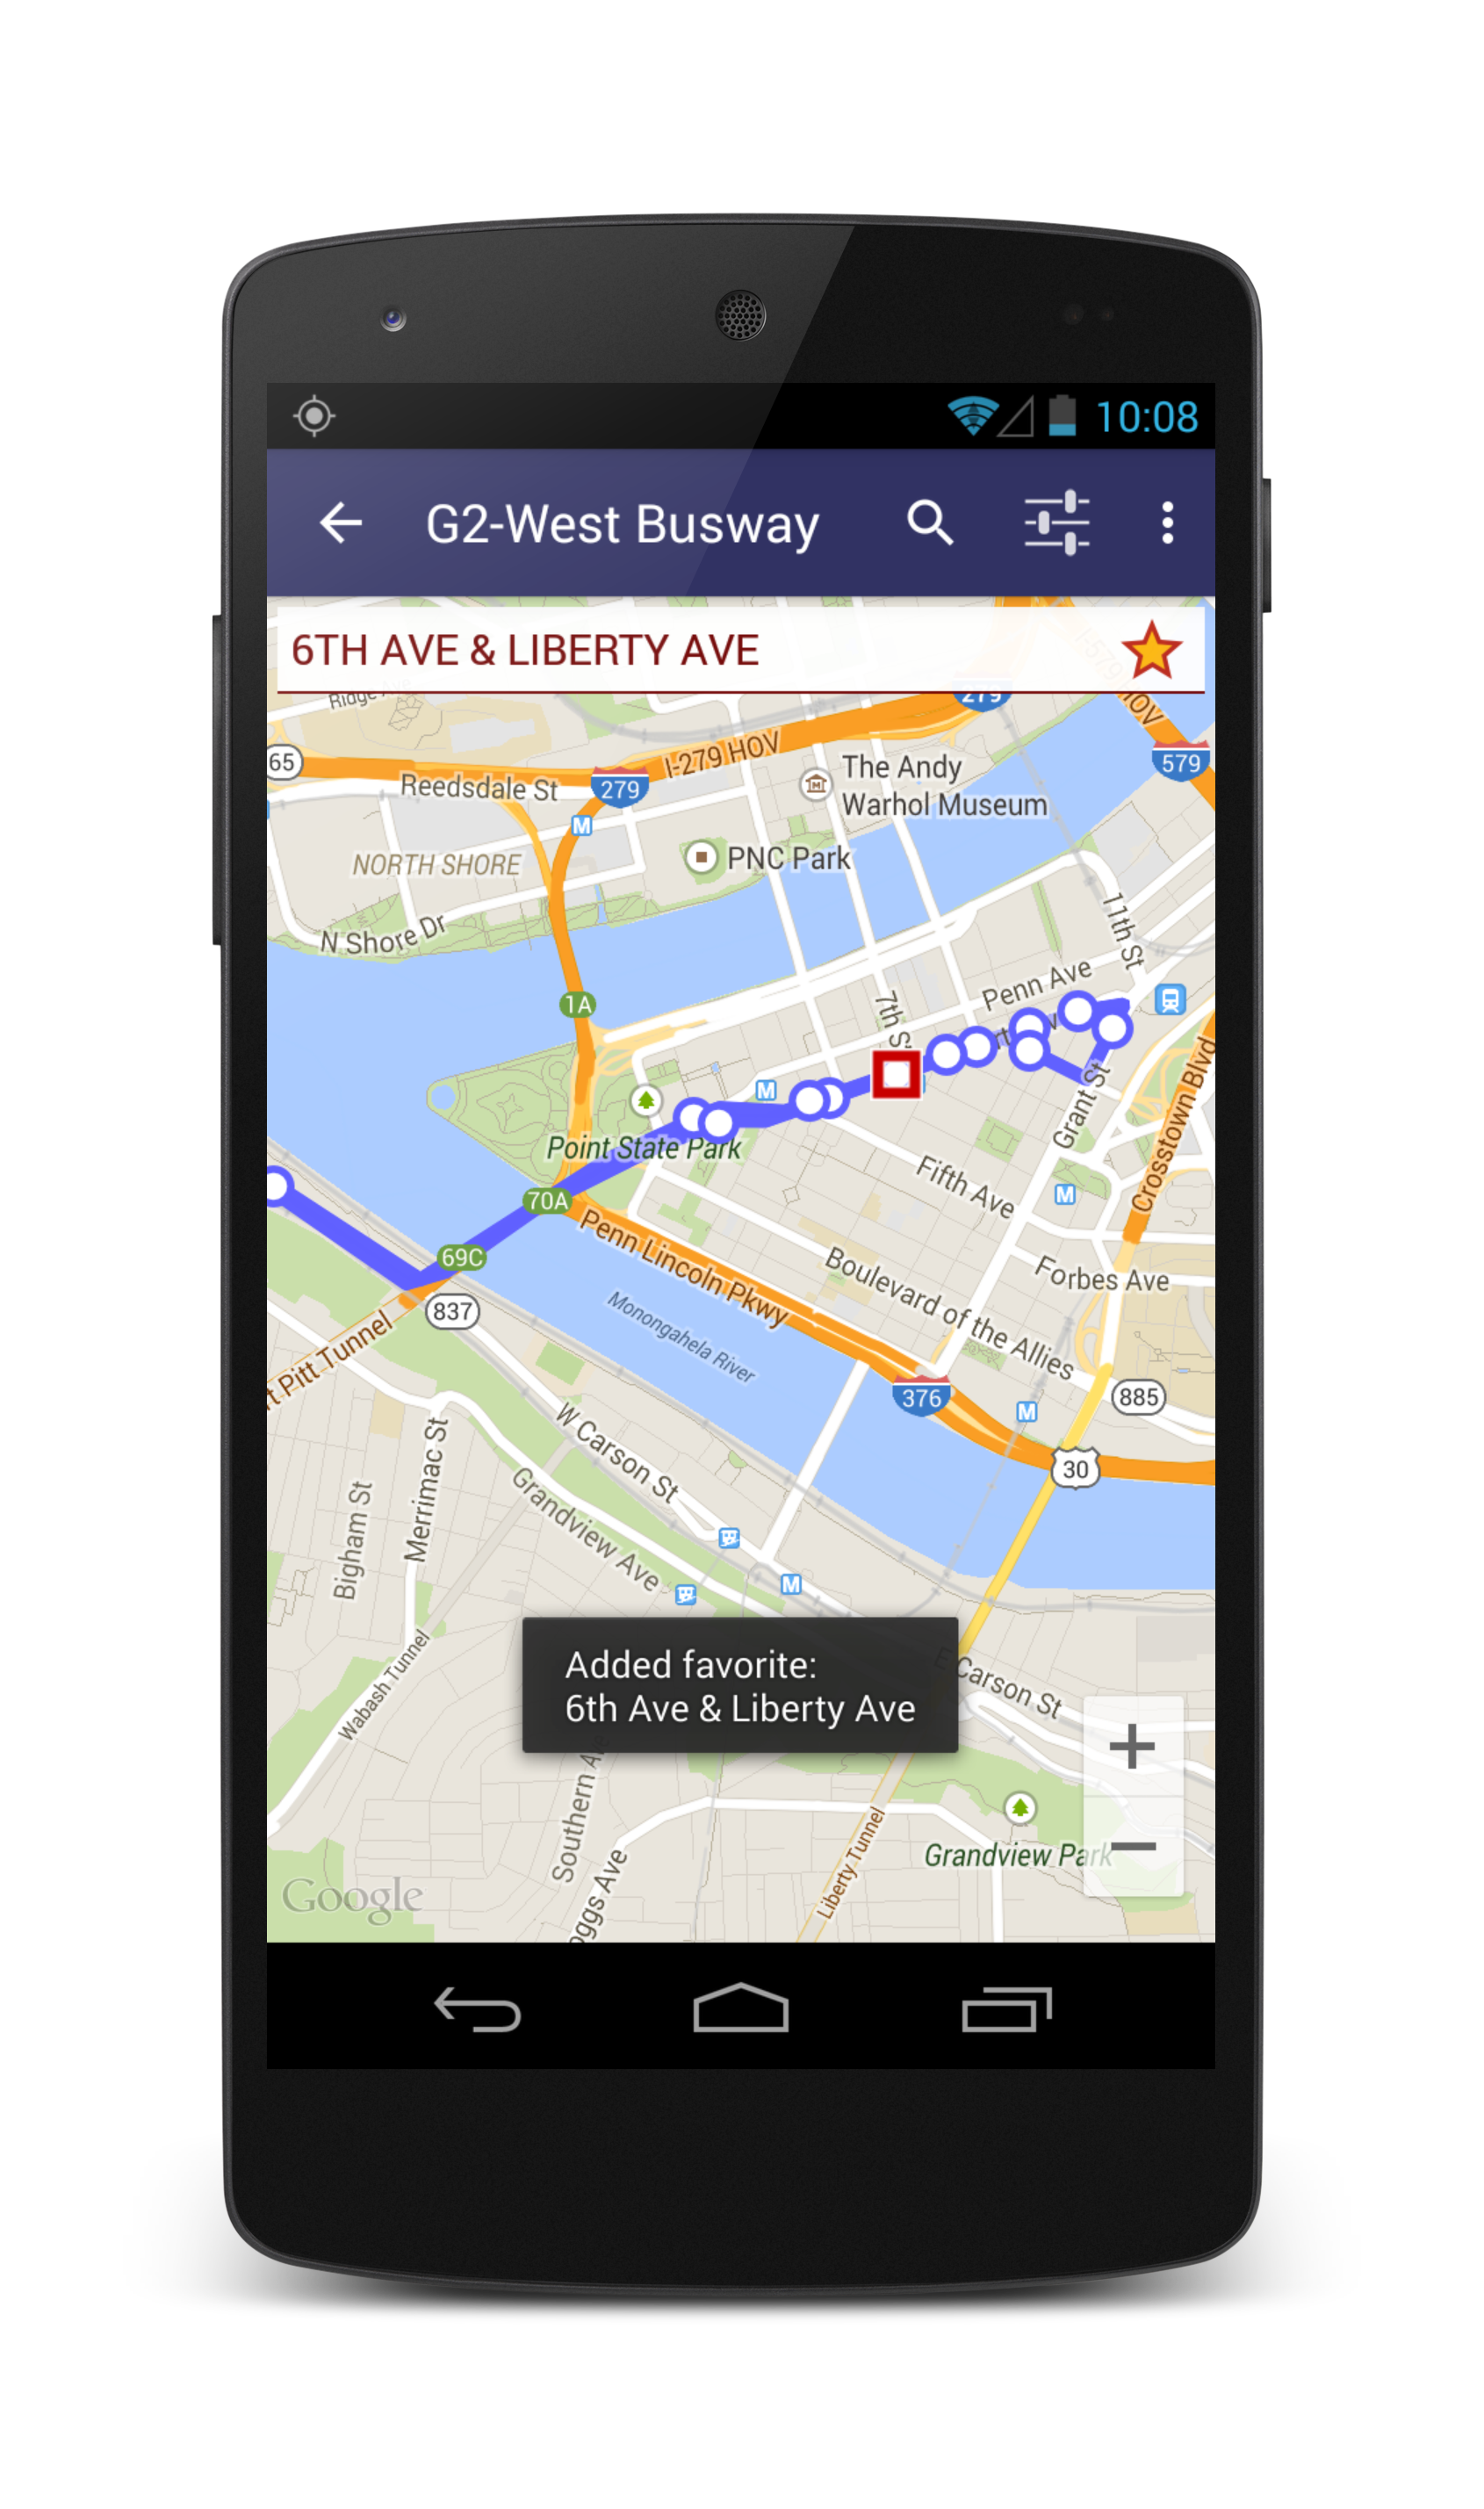 10:08
G2-West Busway
6TH AVE & LIBERTY AVE
Ridge
279
HOV
65
I-279 HOV
579
Reedsdale St
279
The Andy
Warhol Museum
M
NORTH SHORE
PNC Park
N Shore Dr
11th St
Penn Ave
1A
7th S
M
Point State Park
Grant St
Crosstown Blvd
Fifth Ave
M
70A
Penn Lincoln Pkwy
69C
Boulevard of the Allies
Forbes Ave
837
Monongahela River
t Pitt Tunnel
376
885
M
W Carson St
30
Merrimac St
Bigham St
Grandview Ave
M
Wabash Tunnel
Added favorite:
6th Ave & Liberty Ave
E Carson St
+
Southern A
Liberty Tunnel
Grandview Park
−
oggs Ave
Google